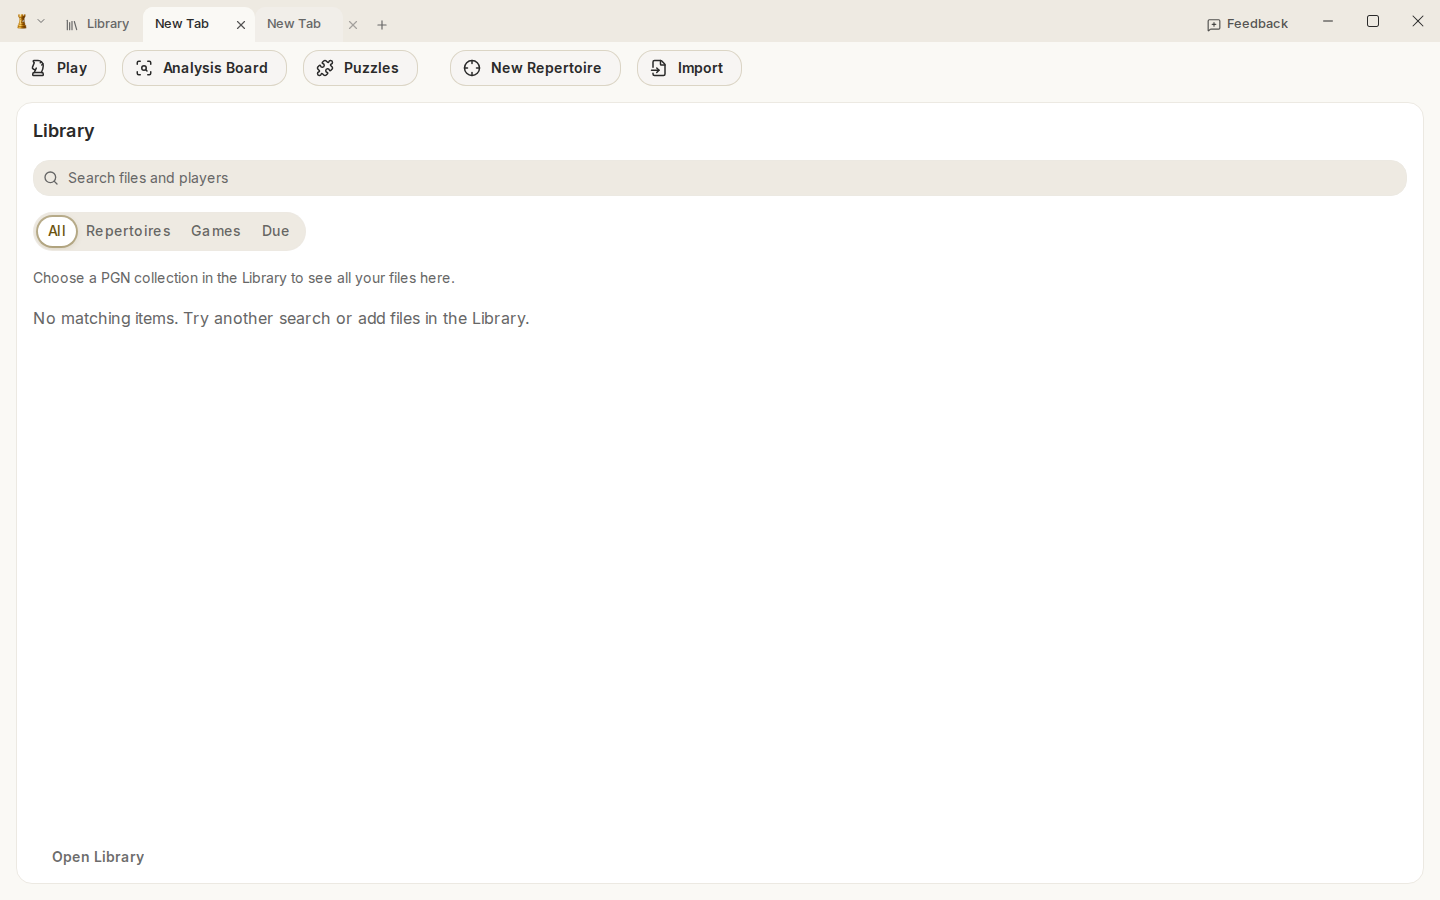 Library
New Tab
New Tab
Feedback
Play
Analysis Board
Puzzles
New Repertoire
Import
Library
Search files and players
All
Repertoires
Games
Due
Choose a PGN collection in the Library to see all your files here.
No matching items. Try another search or add files in the Library.
Open Library